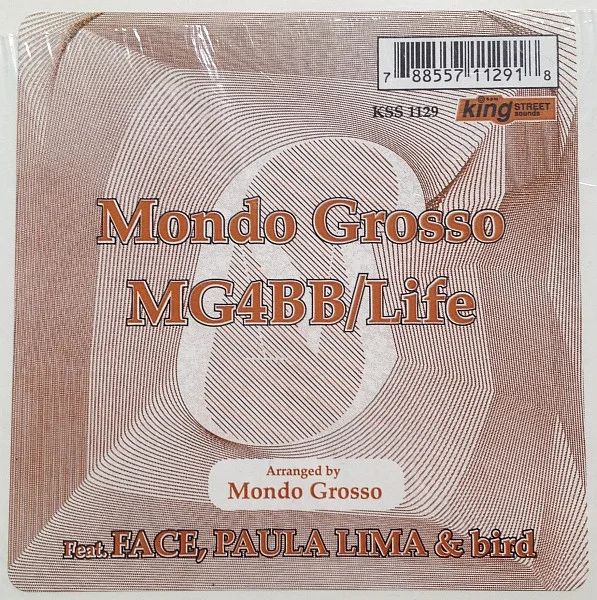 7 88557 11291 8
KSS 1129
king STREET
sounds
Mondo Grosso
MG4BB/Life
Arranged by
Mondo Grosso
Feat. FACE, PAULA LIMA & bird